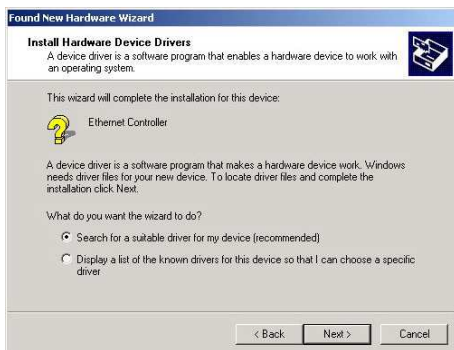 Found New Hardware Wizard
Install Hardware Device Drivers
A device driver is a software program that enables a hardware device to work with
an operating system.
This wizard will complete the installation for this device:
Ethernet Controller
A device driver is a software program that makes a hardware device work. Windows
needs driver files for your new device. To locate driver files and complete the
installation click Next.
What do you want the wizard to do?
Search for a suitable driver for my device (recommended)
Display a list of the known drivers for this device so that I can choose a specific
driver
< Back Next > Cancel